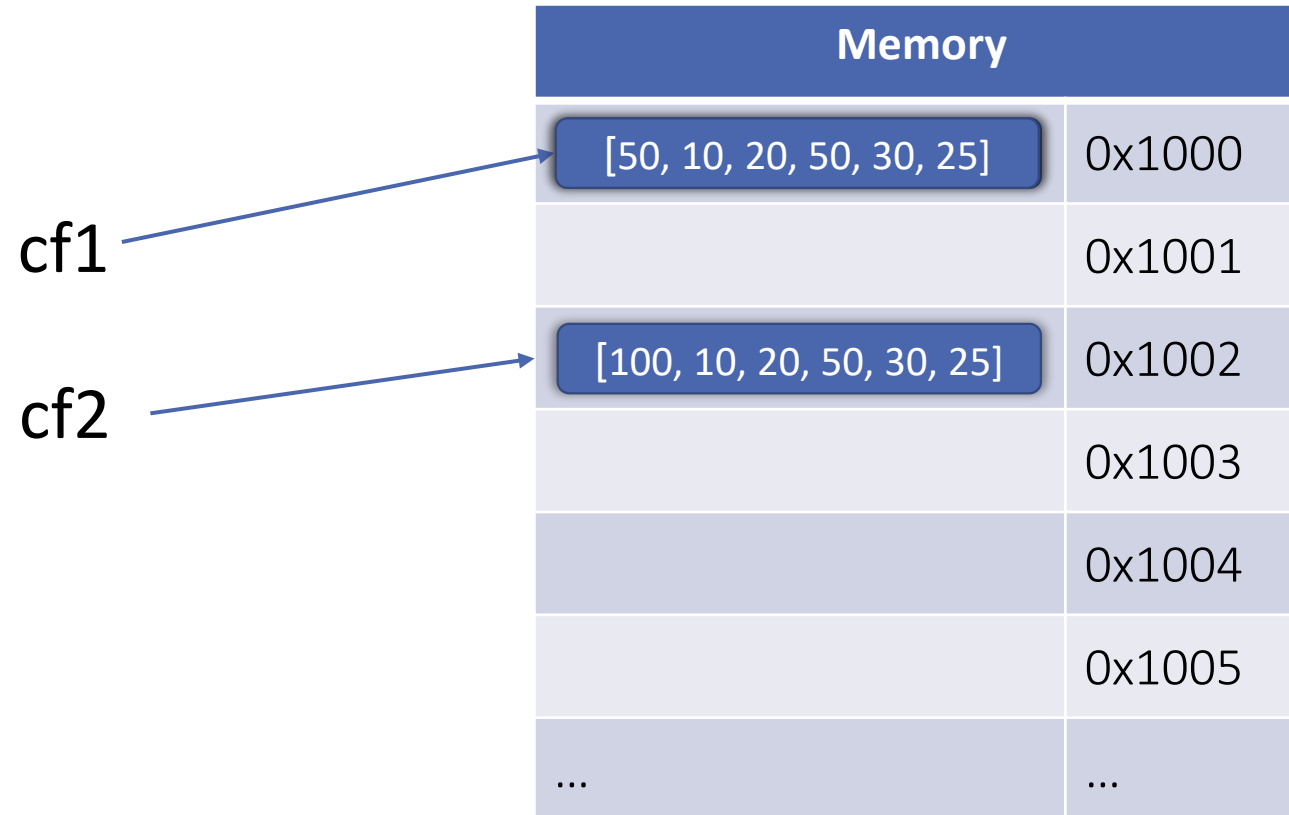 Memory
[50, 10, 20, 50, 30, 25] 0x1000
cf1
0x1001
[100, 10, 20, 50, 30, 25] 0x1002
cf2
0x1003
0x1004
0x1005
... ...